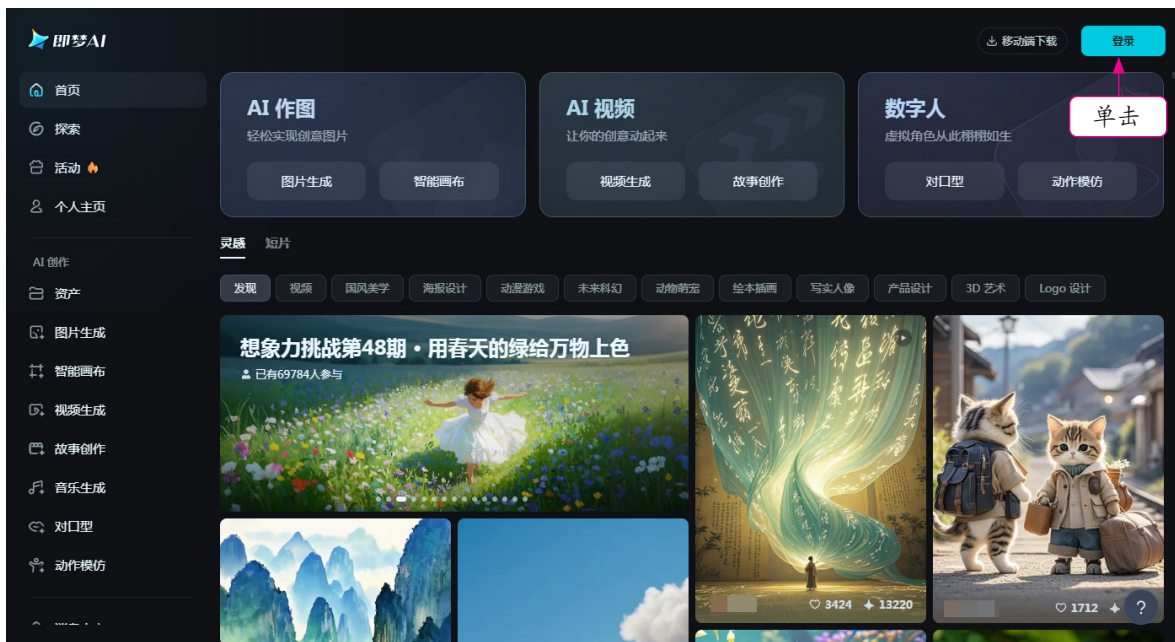 即梦AI
移动端下载
登录
单击
首页
探索
活动
个人主页
AI 创作
资产
图片生成
智能画布
视频生成
故事创作
音乐生成
对口型
动作模仿
AI 作图
轻松实现创意图片
图片生成
智能画布
AI 视频
让你的创意动起来
视频生成
故事创作
数字人
虚拟角色从此栩栩如生
对口型
动作模仿
灵感
短片
发现
视频
国风美学
海报设计
动漫游戏
未来科幻
动物萌宠
绘本插画
写实人像
产品设计
3D 艺术
Logo 设计
想象力挑战第48期·用春天的绿给万物上色
已有69784人参与
3424
13220
1712
?